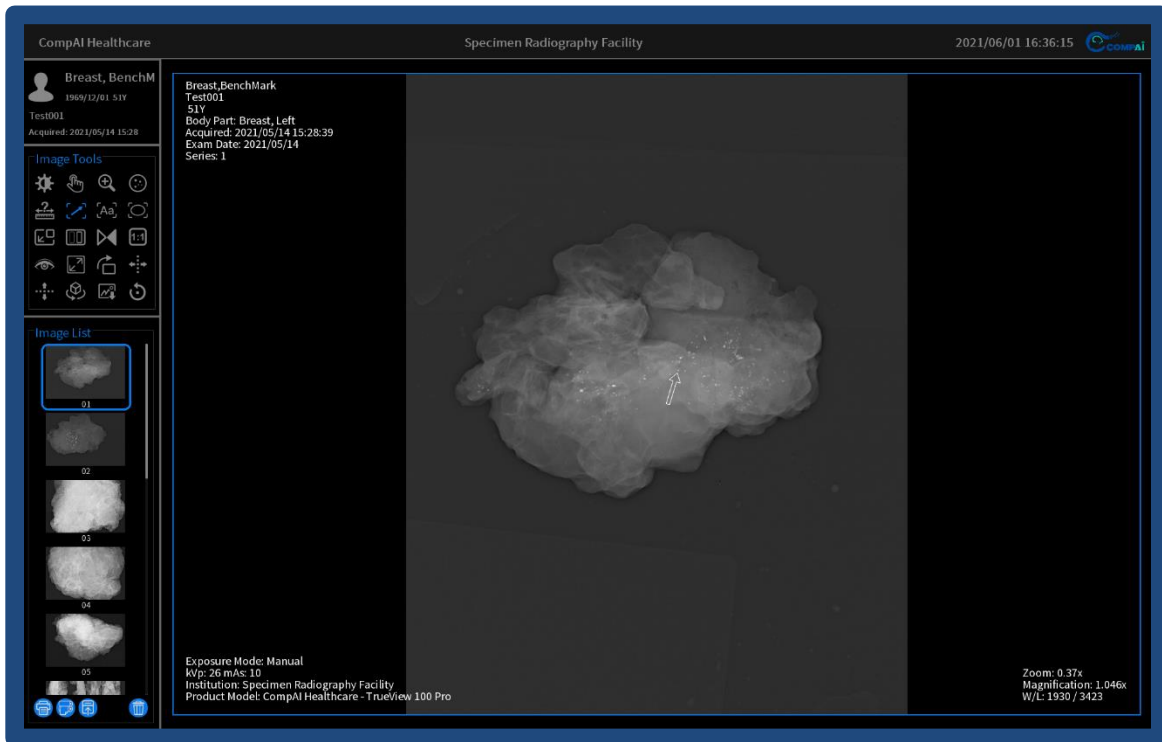 CompAI Healthcare
Specimen Radiography Facility
2021/06/01 16:36:15
COMPAI
Breast, BenchM
1969/12/01 51Y
Test001
Acquired: 2021/05/14 15:28
Image Tools
?
Aa
1:1
Image List
01
02
03
04
05
Breast,BenchMark
Test001
51Y
Body Part: Breast, Left
Acquired: 2021/05/14 15:28:39
Exam Date: 2021/05/14
Series: 1
Exposure Mode: Manual
kVp: 26 mAs: 10
Institution: Specimen Radiography Facility
Product Model: CompAI Healthcare - TrueView 100 Pro
Zoom: 0.37x
Magnification: 1.046x
W/L: 1930 / 3423